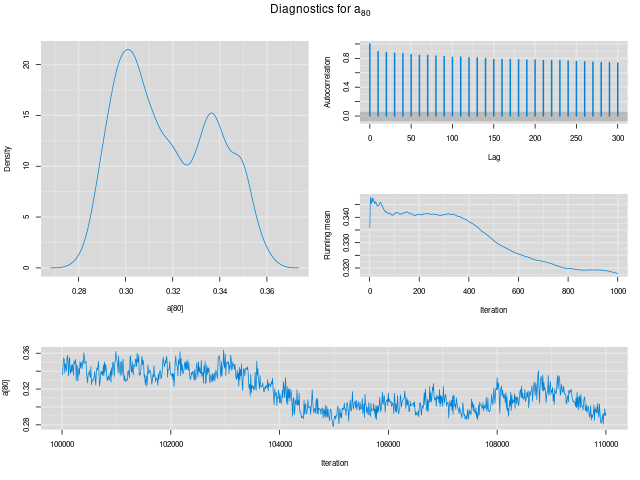 Diagnostics for a80
20
15
10
5
0
Density
0.28 0.30 0.32 0.34 0.36
a[80]
0.8
0.4
0.0
Autocorrelation
0 50 100 150 200 250 300
Lag
0.340
0.330
0.320
Running mean
0 200 400 600 800 1000
Iteration
0.36
0.32
0.28
a[80]
100000 102000 104000 106000 108000 110000
Iteration